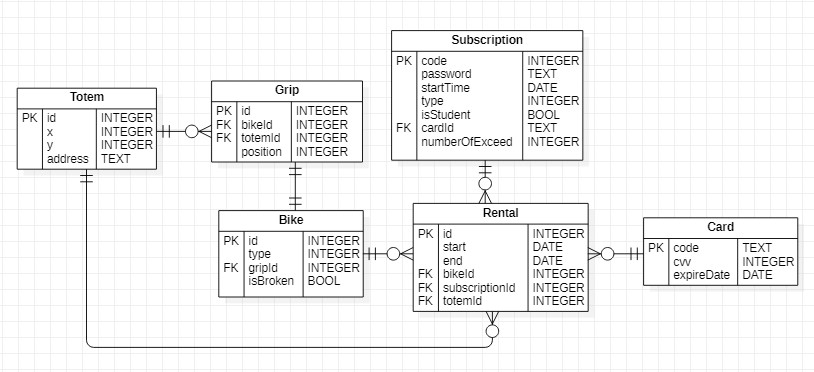 Totem
PK id INTEGER
x INTEGER
y INTEGER
address TEXT
Grip
PK id INTEGER
FK bikeId INTEGER
FK totemId INTEGER
position INTEGER
Subscription
PK code INTEGER
password TEXT
startTime DATE
type INTEGER
isStudent BOOL
FK cardId TEXT
numberOfExceed INTEGER
Bike
PK id INTEGER
type INTEGER
FK gripId INTEGER
isBroken BOOL
Rental
PK id INTEGER
start DATE
end DATE
FK bikeId INTEGER
FK subscriptionId INTEGER
FK totemId INTEGER
Card
PK code TEXT
cvv INTEGER
expireDate DATE